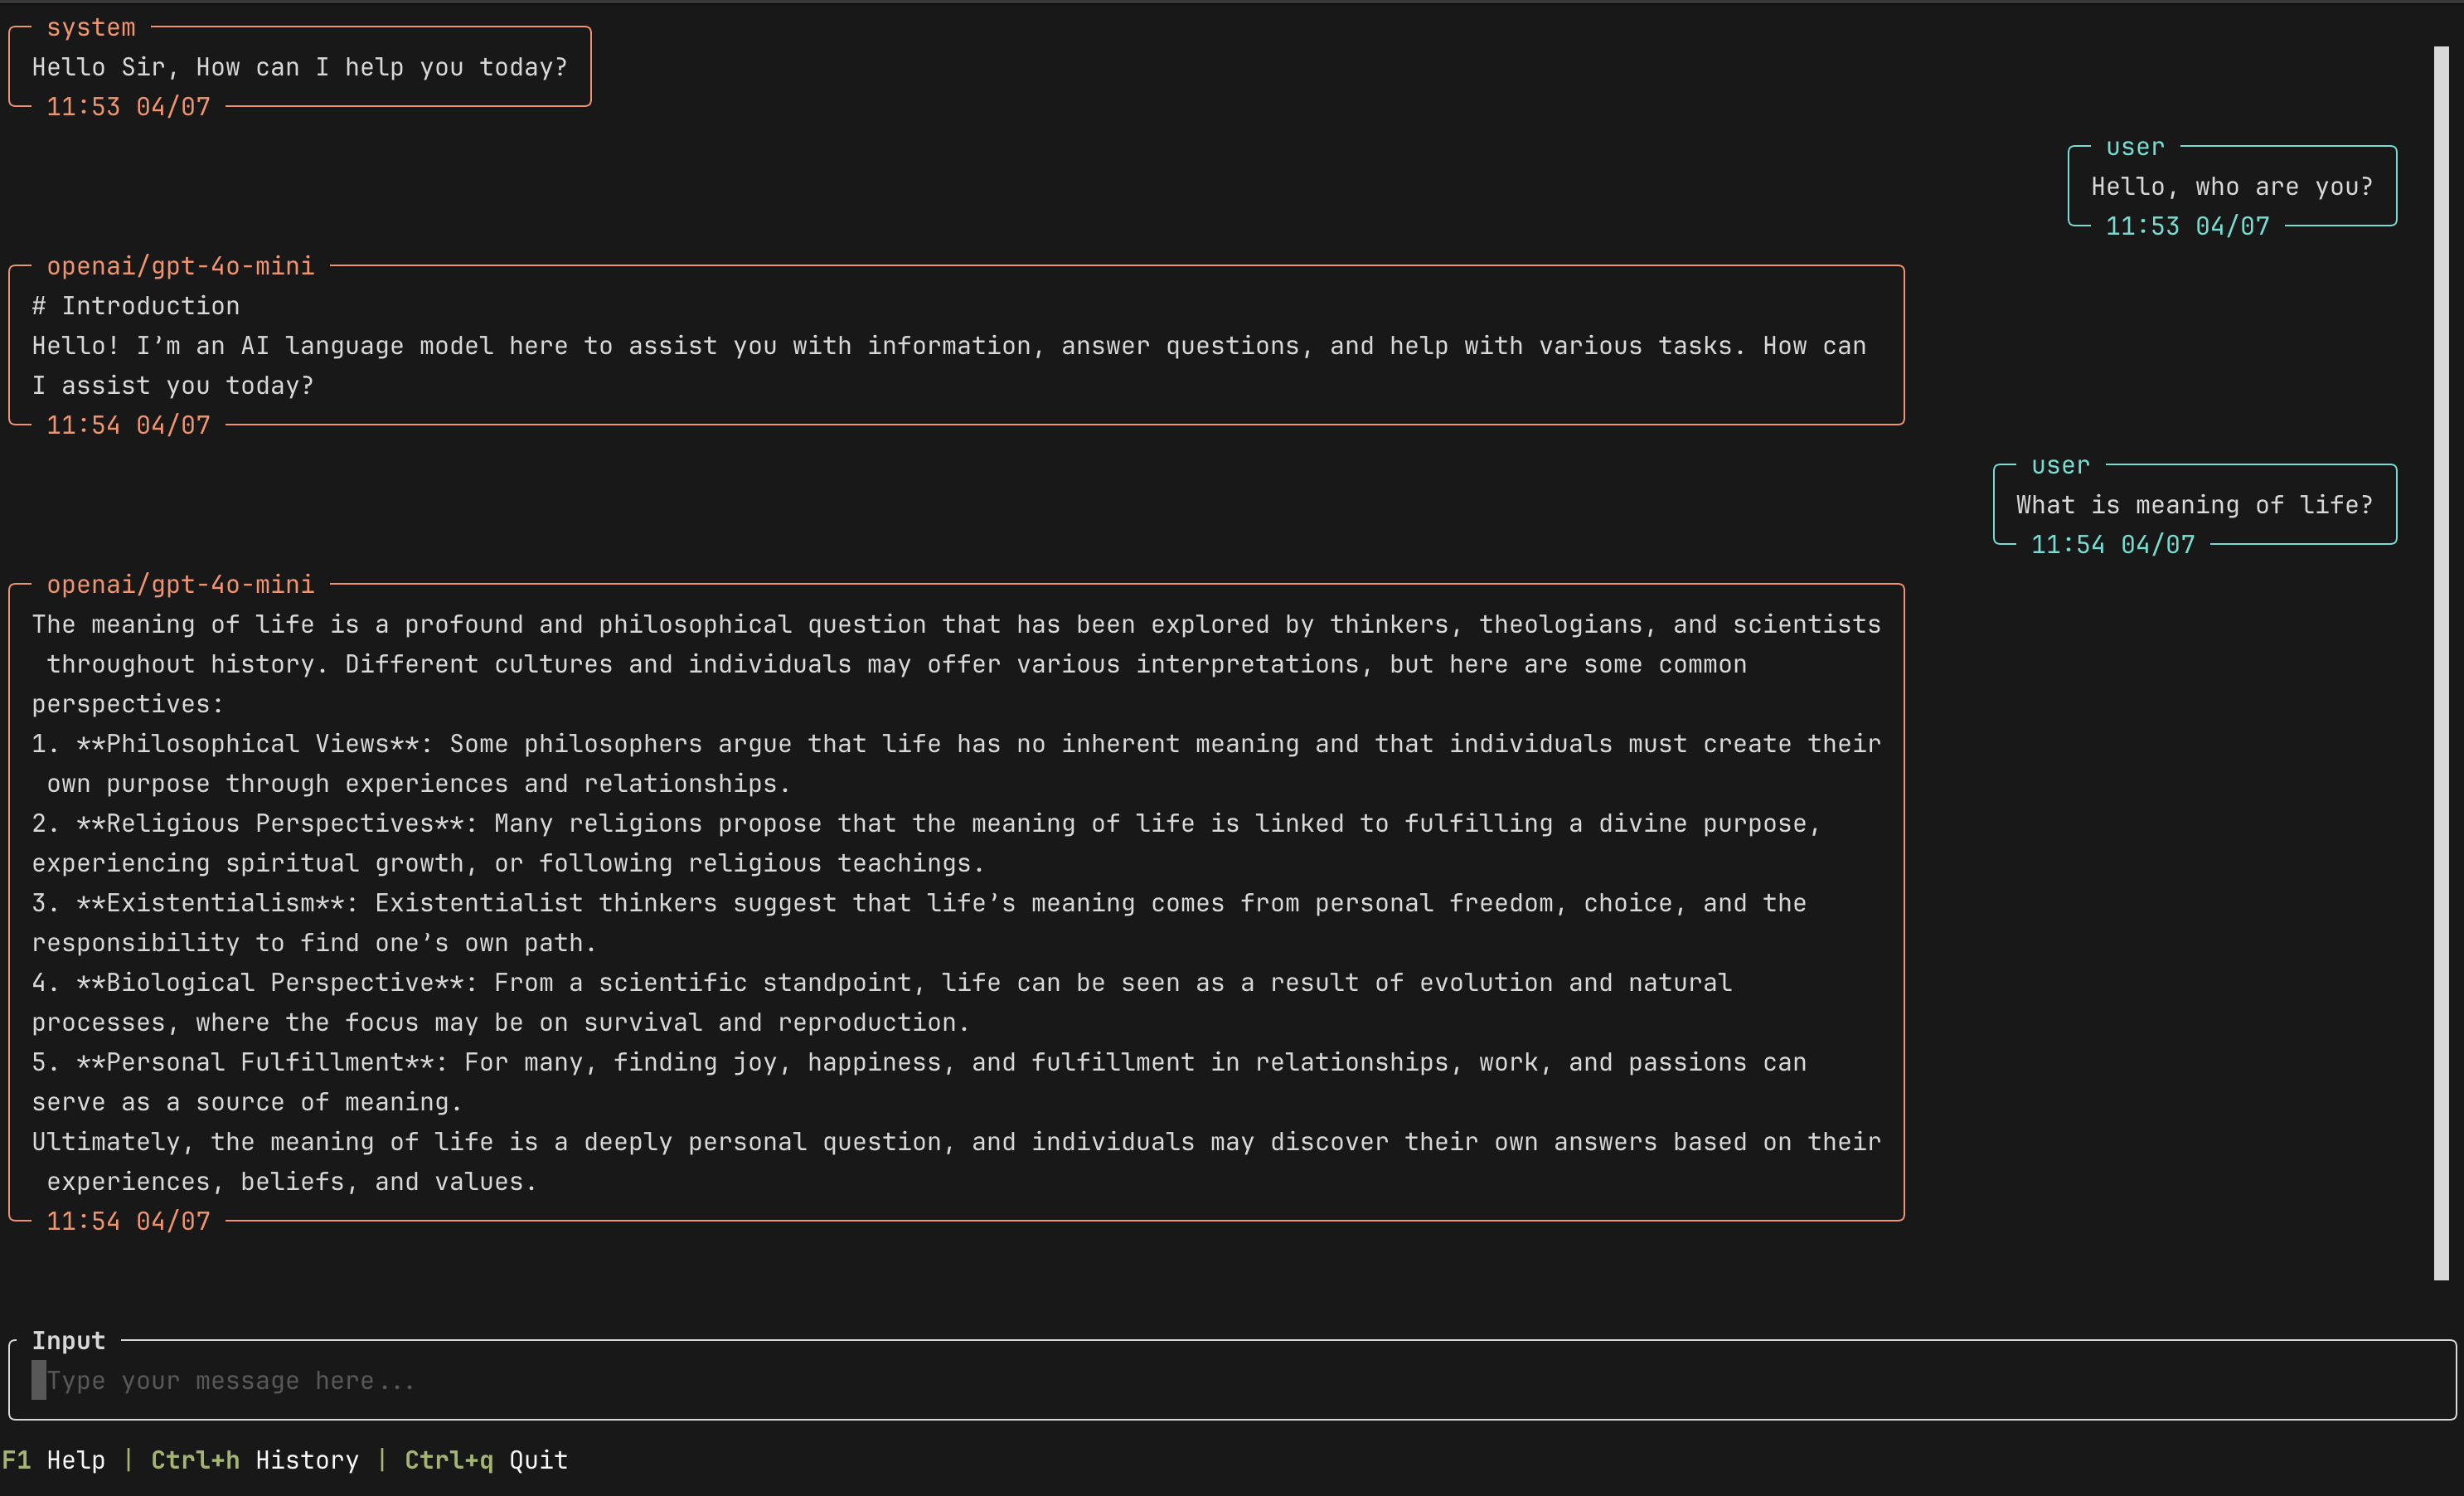 system
Hello Sir, How can I help you today?
11:53 04/07
user
Hello, who are you?
11:53 04/07
openai/gpt-4o-mini
# Introduction
Hello! I’m an AI language model here to assist you with information, answer questions, and help with various tasks. How can
I assist you today?
11:54 04/07
user
What is meaning of life?
11:54 04/07
openai/gpt-4o-mini
The meaning of life is a profound and philosophical question that has been explored by thinkers, theologians, and scientists
throughout history. Different cultures and individuals may offer various interpretations, but here are some common
perspectives:
1. **Philosophical Views**: Some philosophers argue that life has no inherent meaning and that individuals must create their
own purpose through experiences and relationships.
2. **Religious Perspectives**: Many religions propose that the meaning of life is linked to fulfilling a divine purpose,
experiencing spiritual growth, or following religious teachings.
3. **Existentialism**: Existentialist thinkers suggest that life’s meaning comes from personal freedom, choice, and the
responsibility to find one’s own path.
4. **Biological Perspective**: From a scientific standpoint, life can be seen as a result of evolution and natural
processes, where the focus may be on survival and reproduction.
5. **Personal Fulfillment**: For many, finding joy, happiness, and fulfillment in relationships, work, and passions can
serve as a source of meaning.
Ultimately, the meaning of life is a deeply personal question, and individuals may discover their own answers based on their
experiences, beliefs, and values.
11:54 04/07
Input
Type your message here...
F1 Help | Ctrl+h History | Ctrl+q Quit